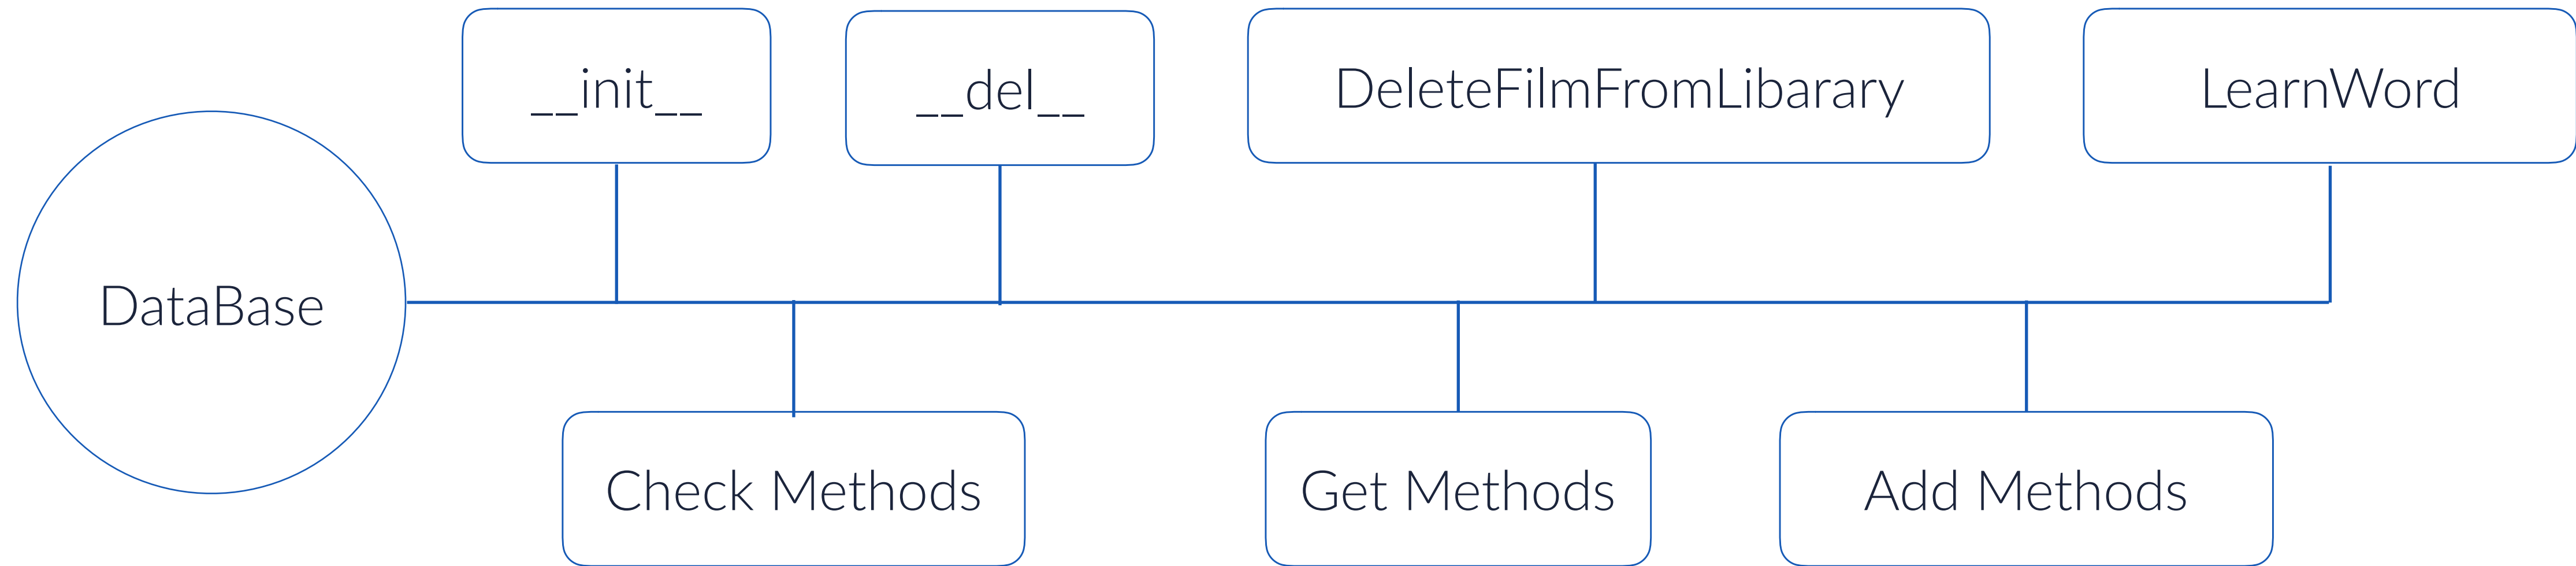 __init__
__del__
DeleteFilmFromLibarary
LearnWord
DataBase
Check Methods
Get Methods
Add Methods